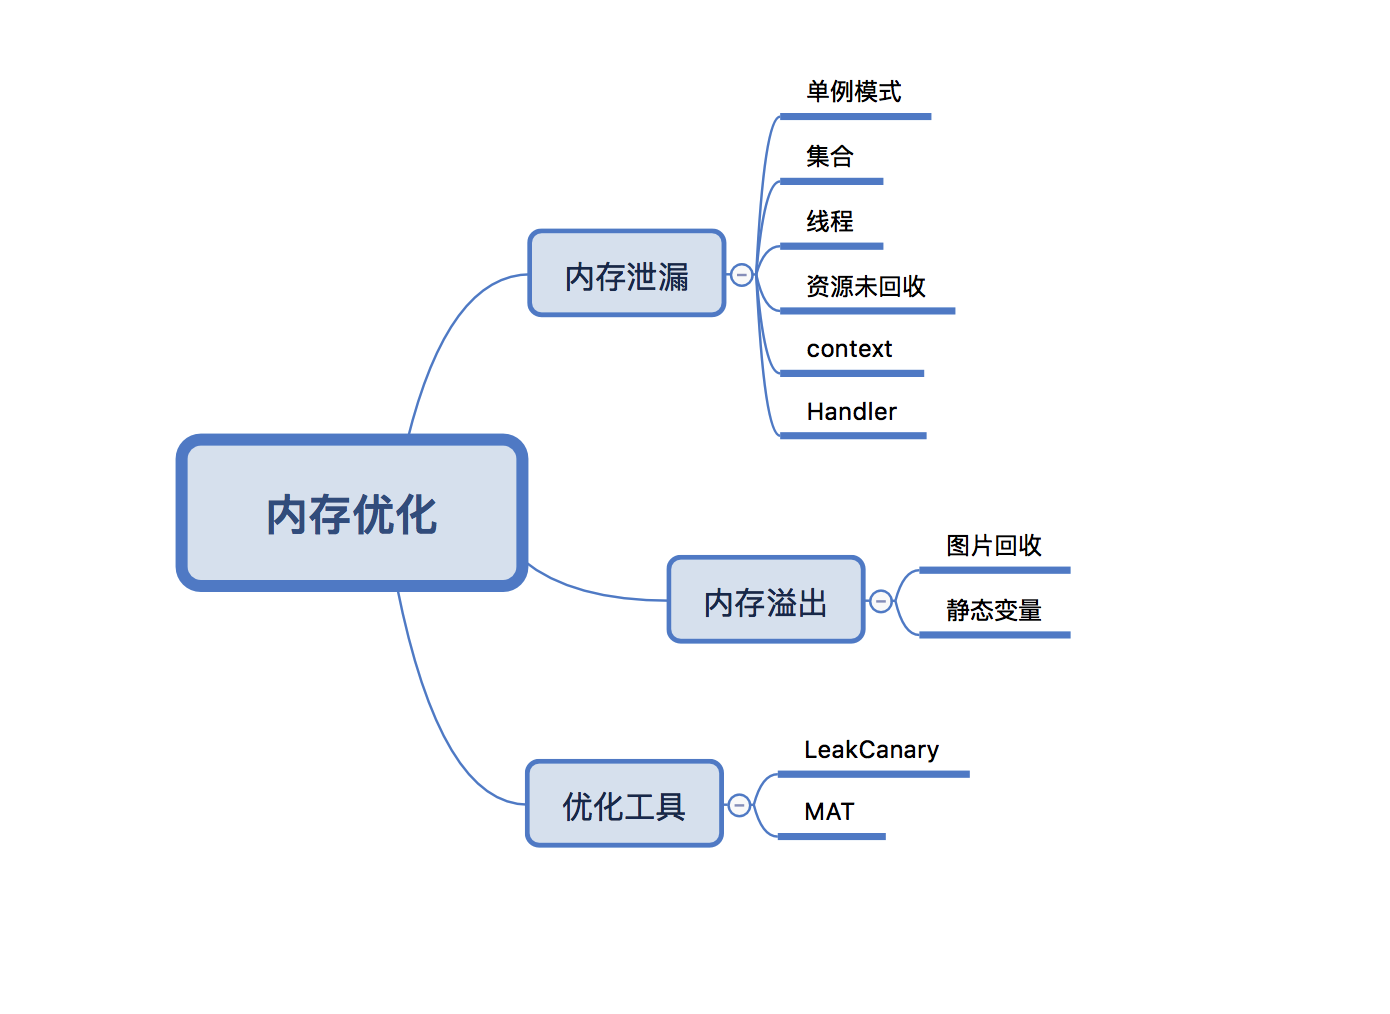 内存优化
内存泄漏
单例模式
集合
线程
资源未回收
context
Handler
内存溢出
图片回收
静态变量
优化工具
LeakCanary
MAT